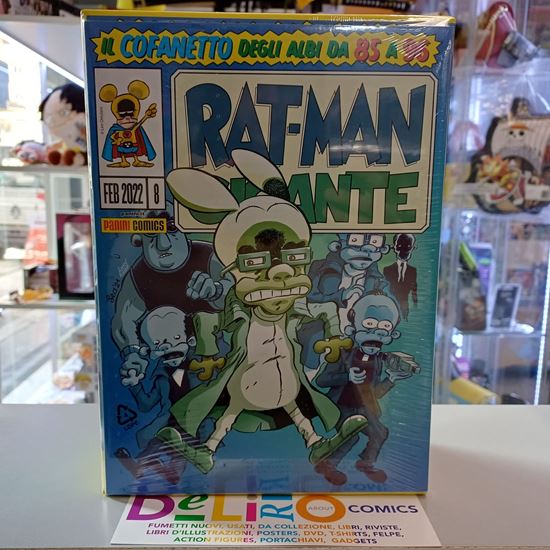 IL COFANETTO DEGLI ALBI DA 85 A
RAT-MAN
FEB 2022 8
PANINI COMICS
DeLiRIO
ABOUT
COMICS
FUMETTI NUOVI, USATI, DA COLLEZIONE, LIBRI, RIVISTE,
LIBRI D'ILLUSTRAZIONI, POSTERS, DVD, T-SHIRTS, FELPE,
ACTION FIGURES, PORTACHIAVI, GADGETS